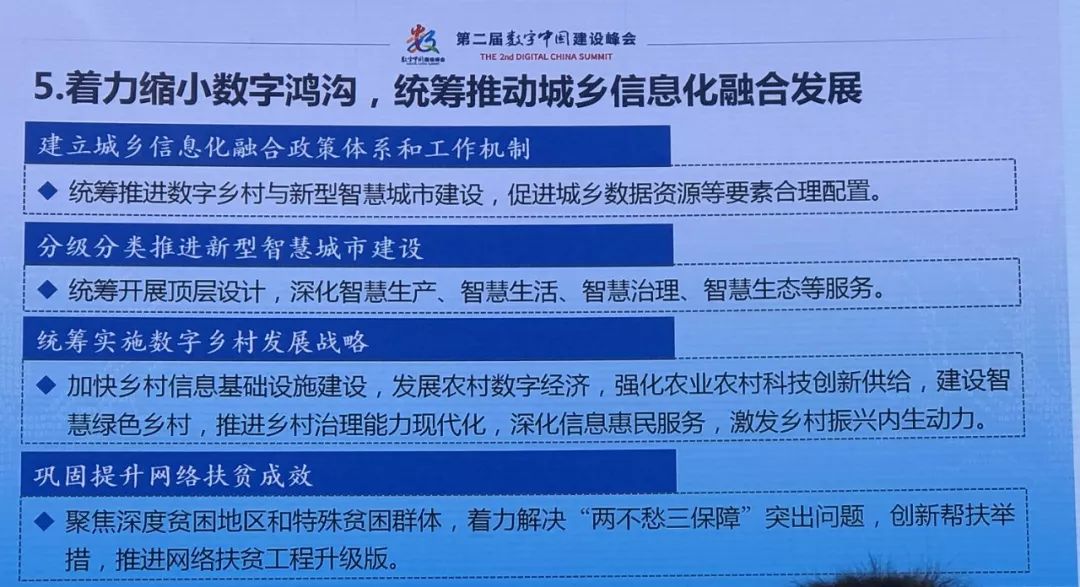 第二届数字中国建设峰会
THE 2nd DIGITAL CHINA SUMMIT
5.着力缩小数字鸿沟，统筹推动城乡信息化融合发展
建立城乡信息化融合政策体系和工作机制
◆ 统筹推进数字乡村与新型智慧城市建设，促进城乡数据资源等要素合理配置。
分级分类推进新型智慧城市建设
◆ 统筹开展顶层设计，深化智慧生产、智慧生活、智慧治理、智慧生态等服务。
统筹实施数字乡村发展战略
◆ 加快乡村信息基础设施建设，发展农村数字经济，强化农业农村科技创新供给，建设智
慧绿色乡村，推进乡村治理能力现代化，深化信息惠民服务，激发乡村振兴内生动力。
巩固提升网络扶贫成效
◆ 聚焦深度贫困地区和特殊贫困群体，着力解决“两不愁三保障”突出问题，创新帮扶举
措，推进网络扶贫工程升级版。